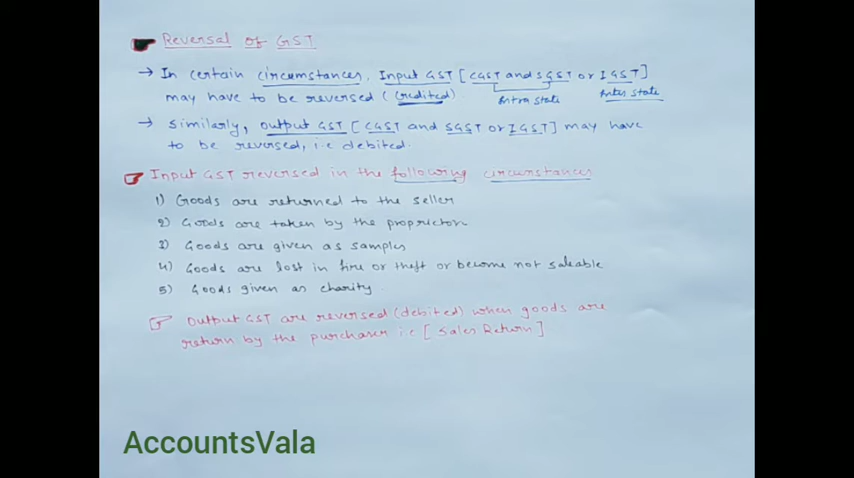 Reversal of GST
→ In certain circumstances, Input GST [CGST and SGST or IGST]
may have to be reversed (credited)
Intra state
Inter state
→ Similarly, output GST [CGST and SGST or IGST] may have
to be reversed, i.e debited.
Input GST reversed in the following circumstances
1) Goods are returned to the seller
2) Goods are taken by the proprietor
3) Goods are given as samples
4) Goods are lost in fire or theft or become not saleable
5) Goods given as charity
Output GST are reversed (debited) when goods are
return by the purchaser i.e [Sales Return]
AccountsVala